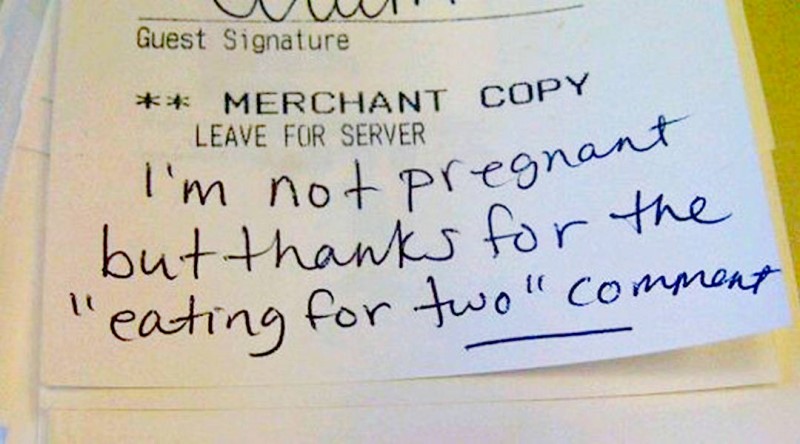 Guest Signature
** MERCHANT COPY
LEAVE FOR SERVER
I'm not pregnant
but thanks for the
"eating for two" comment